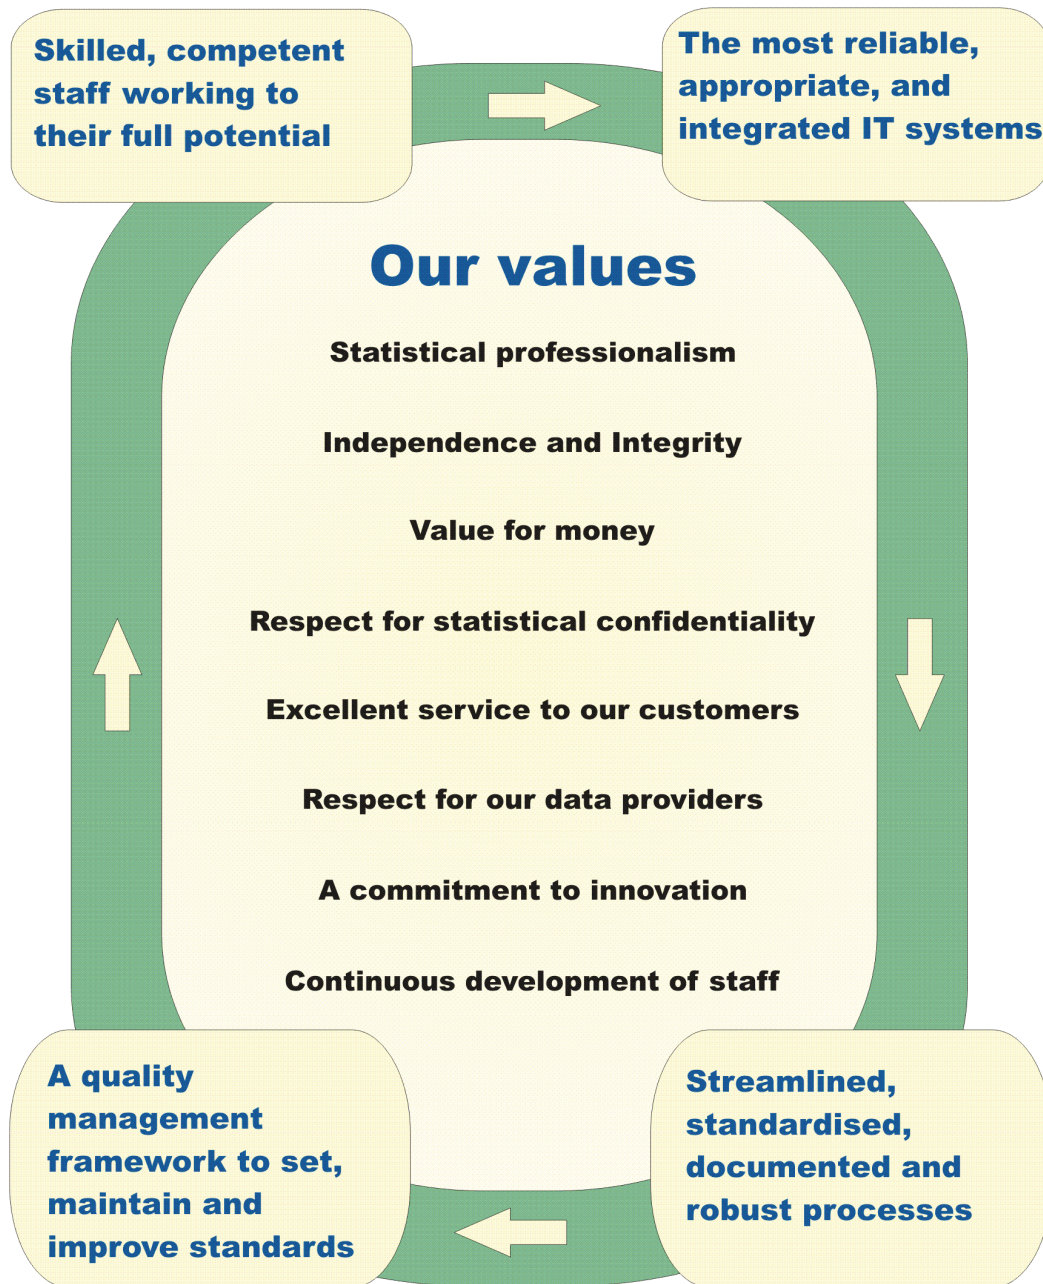 Skilled, competent
staff working to
their full potential
The most reliable,
appropriate, and
integrated IT systems
Our values
Statistical professionalism
Independence and Integrity
Value for money
Respect for statistical confidentiality
Excellent service to our customers
Respect for our data providers
A commitment to innovation
Continuous development of staff
A quality
management
framework to set,
maintain and
improve standards
Streamlined,
standardised,
documented and
robust processes